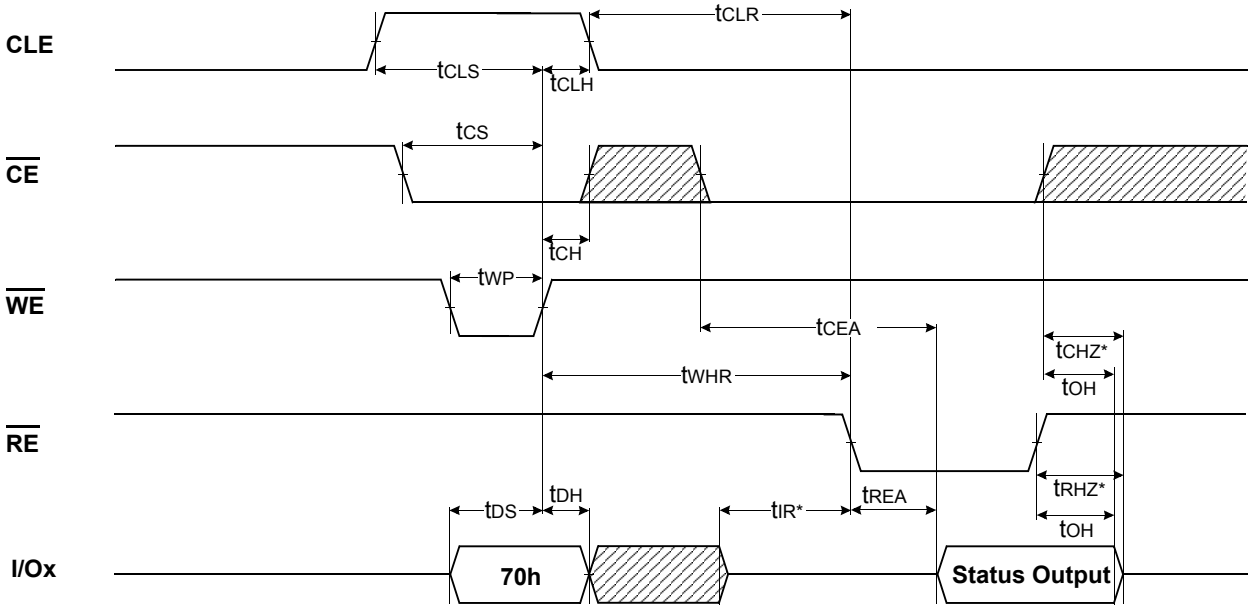 tCLR
CLE
tCLS
tCLH
tCS
CE
tCH
tWP
WE
tCEA
tCHZ*
tWHR
tOH
RE
tDH
tRHZ*
tDS
tIR*
tREA
tOH
I/Ox
70h
Status Output